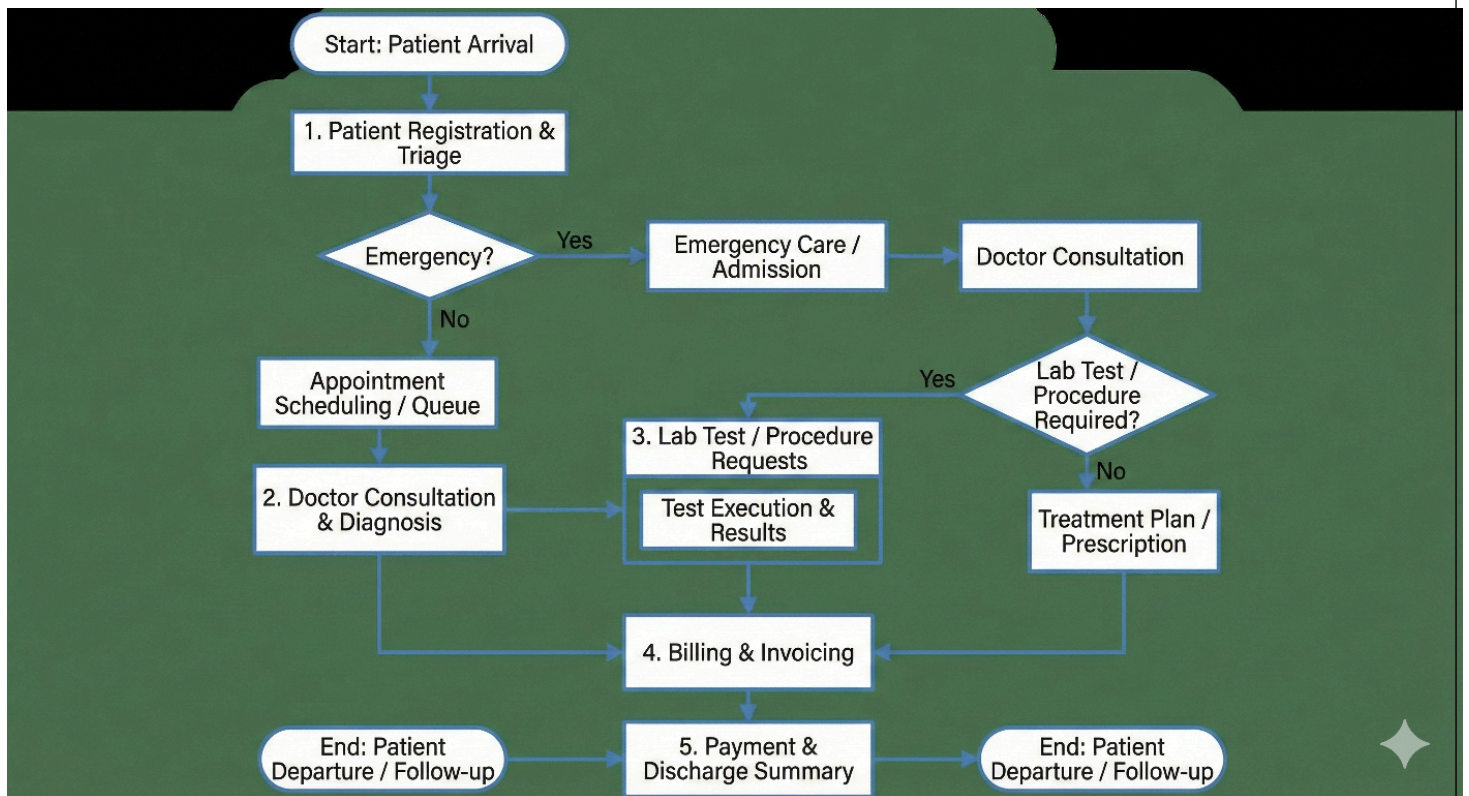 Start: Patient Arrival
1. Patient Registration &
Triage
Emergency?
Yes
Emergency Care /
Admission
Doctor Consultation
No
Appointment
Scheduling / Queue
Yes
Lab Test /
Procedure
Required?
3. Lab Test / Procedure
Requests
No
2. Doctor Consultation
& Diagnosis
Test Execution &
Results
Treatment Plan /
Prescription
4. Billing & Invoicing
End: Patient
Departure / Follow-up
5. Payment &
Discharge Summary
End: Patient
Departure / Follow-up